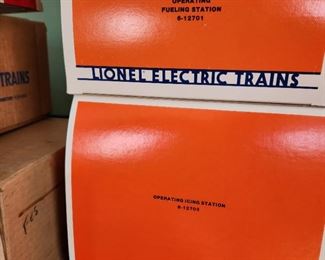 OPERATING
FUELING STATION
6-12701
LIONEL ELECTRIC TRAINS
TRAINS
OPERATING ICING STATION
6-12703